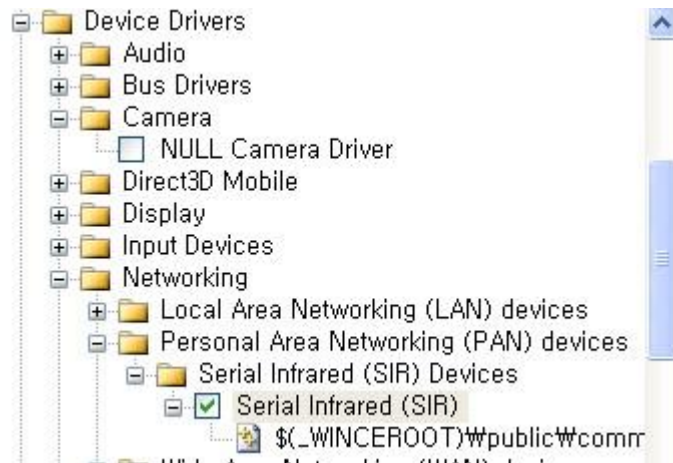 Device Drivers
Audio
Bus Drivers
Camera
NULL Camera Driver
Direct3D Mobile
Display
Input Devices
Networking
Local Area Networking (LAN) devices
Personal Area Networking (PAN) devices
Serial Infrared (SIR) Devices
Serial Infrared (SIR)
$(_WINCEROOT)₩public₩comm